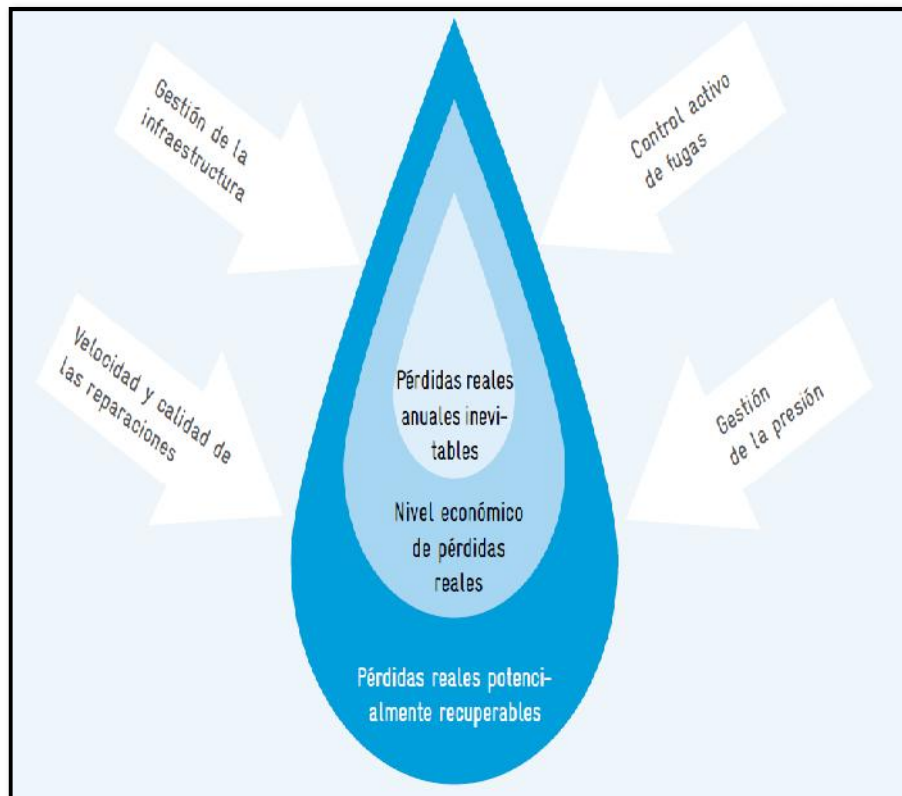 Gestión de la
infraestructura
Control activo
de fugas
Velocidad y calidad de
las reparaciones
Gestión
de la presión
Pérdidas reales
anuales inevi-
tables
Nivel económico
de pérdidas
reales
Pérdidas reales potenci-
almente recuperables